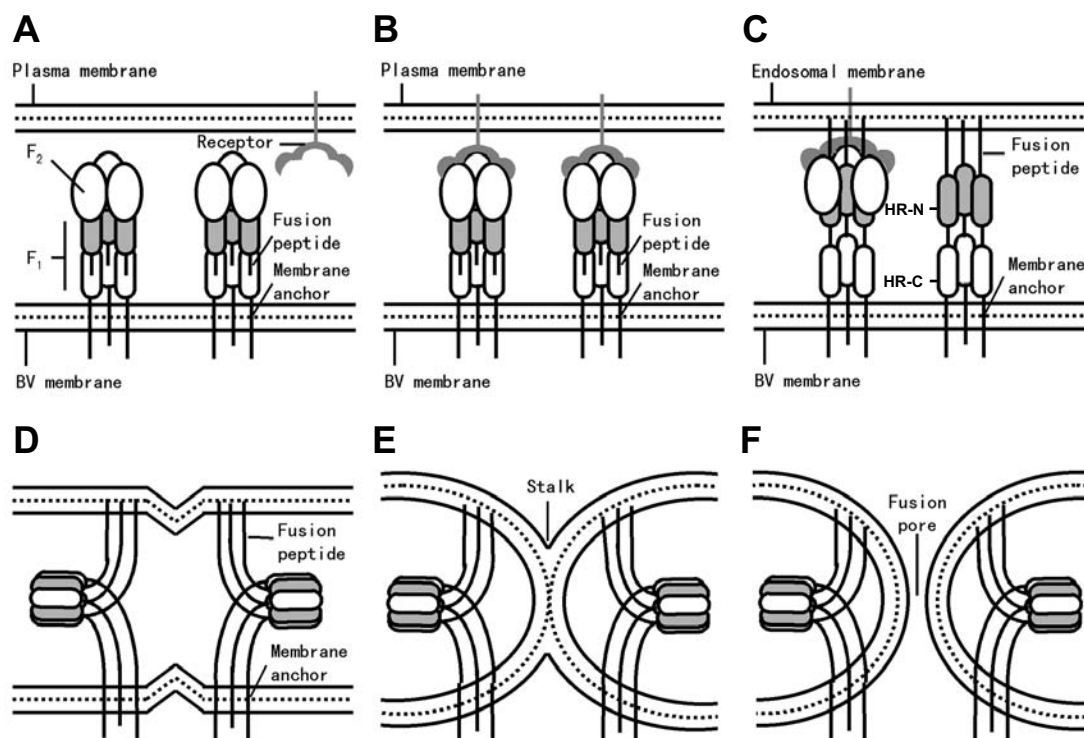 A
Plasma membrane
F2
Receptor
Fusion
peptide
F1
Membrane
anchor
BV membrane
B
Plasma membrane
Fusion
peptide
Membrane
anchor
BV membrane
C
Endosomal membrane
Fusion
peptide
HR-N
HR-C
Membrane
anchor
BV membrane
D
Fusion
peptide
Membrane
anchor
E
Stalk
F
Fusion
pore